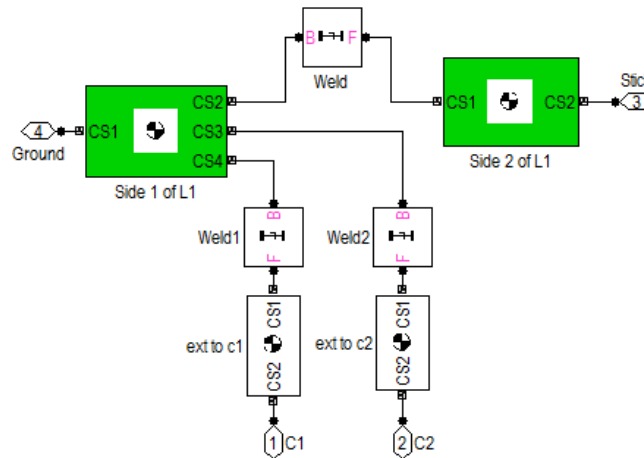 B F
Weld
Stic
CS2
CS1
CS3
CS4
4
Ground
Side 1 of L1
CS1 CS2
3
Side 2 of L1
B
Weld1
F
B
Weld2
F
CS1
ext to c1
CS2
CS1
ext to c2
CS2
1 C1
2 C2